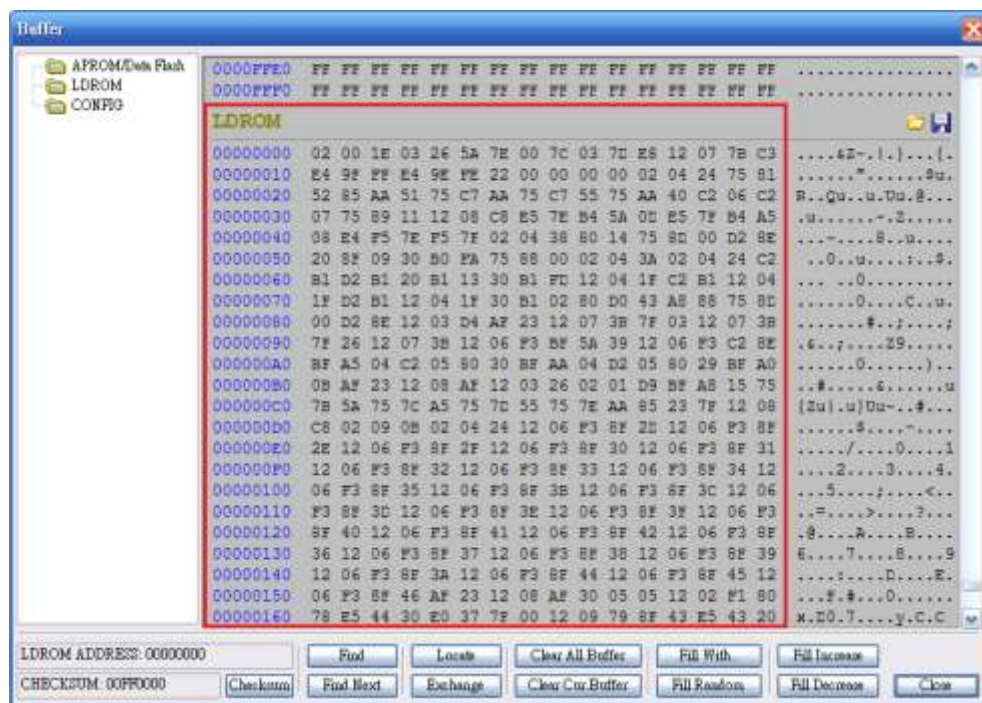 Buffer
APROM/Data Flash
LDROM
CONFIG
0000FFE0 FF FF FF FF FF FF FF FF FF FF FF FF FF FF FF FF ................
0000FFF0 FF FF FF FF FF FF FF FF FF FF FF FF FF FF FF FF ................
LDROM
00000000 02 00 1E 03 26 5A 7E 00 7C 03 7D E8 12 07 7B C3 ....&Z~.|.}...{.
00000010 E4 9F FF E4 9E FE 22 00 00 00 00 02 04 24 75 81 ......"......$u.
00000020 52 85 AA 51 75 C7 AA 75 C7 55 75 AA 40 C2 06 C2 R..Qu..u.Uu.@...
00000030 07 75 89 11 12 08 C8 E5 7E B4 5A 0D E5 7F B4 A5 .u......~.Z.....
00000040 08 E4 F5 7E F5 7F 02 04 38 80 14 75 8D 00 D2 8E ...~....8..u....
00000050 20 8F 09 30 B0 FA 75 88 00 02 04 3A 02 04 24 C2 ..0..u....:..$.
00000060 B1 D2 B1 20 B1 13 30 B1 FD 12 04 1F C2 B1 12 04 ... ..0.........
00000070 1F D2 B1 12 04 1F 30 B1 02 80 D0 43 A8 88 75 8D ......0....C..u.
00000080 00 D2 8E 12 03 D4 AF 23 12 07 3B 7F 03 12 07 3B .......#..;....;
00000090 7F 26 12 07 3B 12 06 F3 BF 5A 39 12 06 F3 C2 8E .&..;....Z9.....
000000A0 BF A5 04 C2 05 80 30 BF AA 04 D2 05 80 29 BF A0 ......0......)..
000000B0 0B AF 23 12 08 AF 12 03 26 02 01 D9 BF A8 15 75 ..#.....&......u
000000C0 7B 5A 75 7C A5 75 7D 55 75 7E AA 85 23 7F 12 08 {Zu|.u}Uu~..#...
000000D0 C8 02 09 0B 02 04 24 12 06 F3 8F 2D 12 06 F3 8F ......$....-....
000000E0 2E 12 06 F3 8F 2F 12 06 F3 8F 30 12 06 F3 8F 31 ...../....0....1
000000F0 12 06 F3 8F 32 12 06 F3 8F 33 12 06 F3 8F 34 12 ....2....3....4.
00000100 06 F3 8F 35 12 06 F3 8F 3B 12 06 F3 8F 3C 12 06 ...5....;....<..
00000110 F3 8F 3D 12 06 F3 8F 3E 12 06 F3 8F 3F 12 06 F3 ..=....>....?...
00000120 8F 40 12 06 F3 8F 41 12 06 F3 8F 42 12 06 F3 8F .@....A....B....
00000130 36 12 06 F3 8F 37 12 06 F3 8F 38 12 06 F3 8F 39 6....7....8....9
00000140 12 06 F3 8F 3A 12 06 F3 8F 44 12 06 F3 8F 45 12 ....:....D....E.
00000150 06 F3 8F 46 AF 23 12 08 AF 30 05 05 12 02 F1 80 ...F.#...0......
00000160 78 E5 44 30 E0 37 7F 00 12 09 79 8F 43 E5 43 20 x.D0.7....y.C.C
LDROM ADDRESS: 00000000 Find Locate Clear All Buffer Fill With Fill Increase
CHECKSUM: 00FF0000 Checksum Find Next Exchange Clear Cur Buffer Fill Random Fill Decrease Close